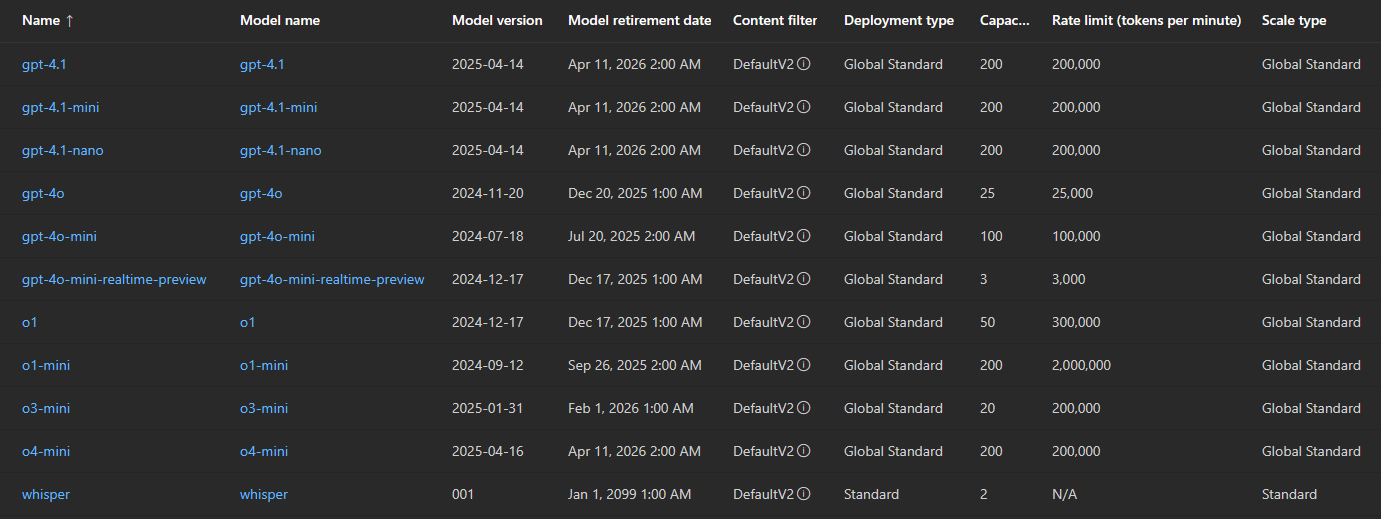 Name ↑ Model name Model version Model retirement date Content filter Deployment type Capac... Rate limit (tokens per minute) Scale type
gpt-4.1 gpt-4.1 2025-04-14 Apr 11, 2026 2:00 AM DefaultV2 Global Standard 200 200,000 Global Standard
gpt-4.1-mini gpt-4.1-mini 2025-04-14 Apr 11, 2026 2:00 AM DefaultV2 Global Standard 200 200,000 Global Standard
gpt-4.1-nano gpt-4.1-nano 2025-04-14 Apr 11, 2026 2:00 AM DefaultV2 Global Standard 200 200,000 Global Standard
gpt-4o gpt-4o 2024-11-20 Dec 20, 2025 1:00 AM DefaultV2 Global Standard 25 25,000 Global Standard
gpt-4o-mini gpt-4o-mini 2024-07-18 Jul 20, 2025 2:00 AM DefaultV2 Global Standard 100 100,000 Global Standard
gpt-4o-mini-realtime-preview gpt-4o-mini-realtime-preview 2024-12-17 Dec 17, 2025 1:00 AM DefaultV2 Global Standard 3 3,000 Global Standard
o1 o1 2024-12-17 Dec 17, 2025 1:00 AM DefaultV2 Global Standard 50 300,000 Global Standard
o1-mini o1-mini 2024-09-12 Sep 26, 2025 2:00 AM DefaultV2 Global Standard 200 2,000,000 Global Standard
o3-mini o3-mini 2025-01-31 Feb 1, 2026 1:00 AM DefaultV2 Global Standard 20 200,000 Global Standard
o4-mini o4-mini 2025-04-16 Apr 11, 2026 2:00 AM DefaultV2 Global Standard 200 200,000 Global Standard
whisper whisper 001 Jan 1, 2099 1:00 AM DefaultV2 Standard 2 N/A Standard